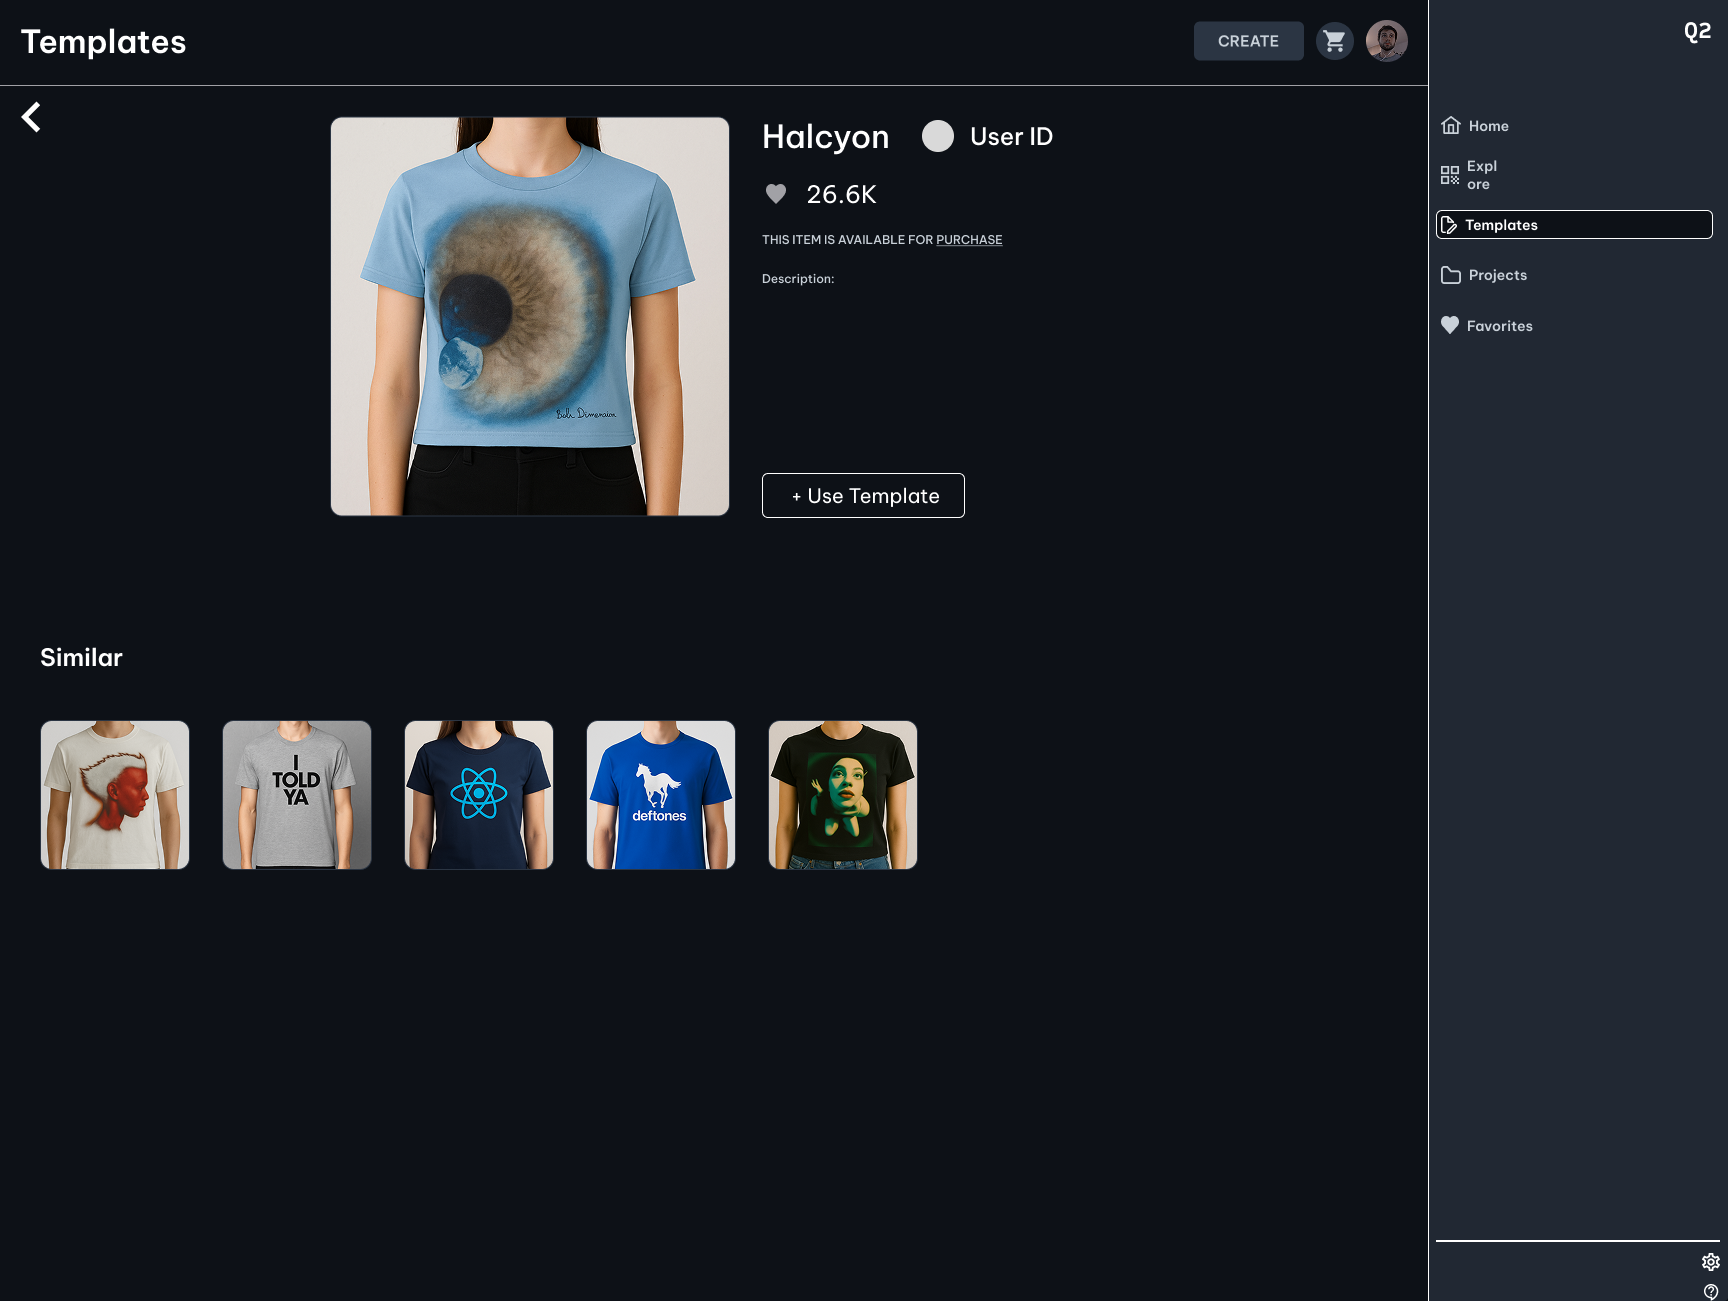 Templates
CREATE
Q2
Home
Expl
ore
Templates
Projects
Favorites
Halcyon
User ID
26.6K
THIS ITEM IS AVAILABLE FOR PURCHASE
Description:
+ Use Template
Similar
I
TOLD
YA
deftones